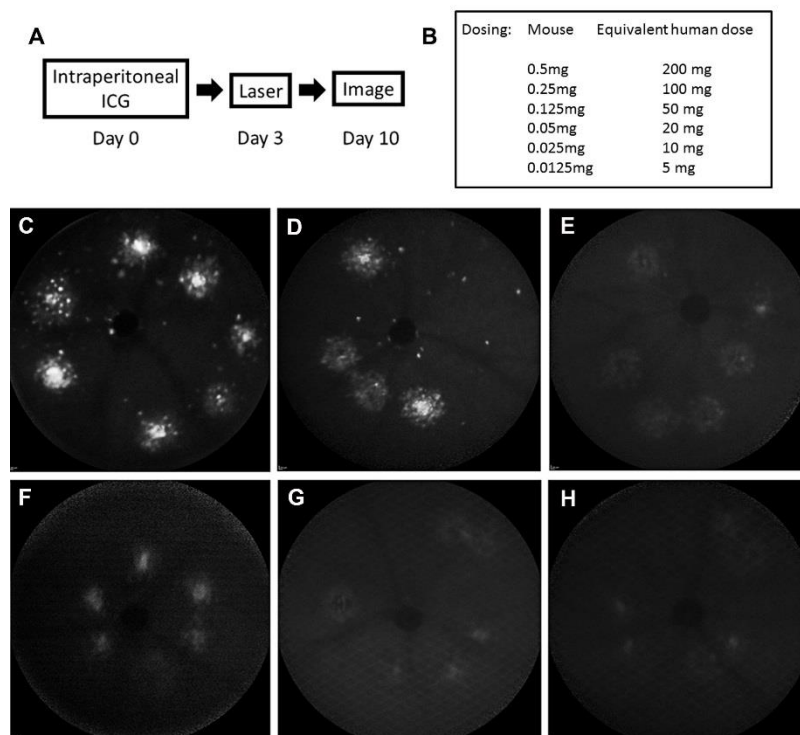 A
Intraperitoneal
ICG
Laser
Image
Day 0
Day 3
Day 10
B
Dosing: Mouse Equivalent human dose
0.5mg 200 mg
0.25mg 100 mg
0.125mg 50 mg
0.05mg 20 mg
0.025mg 10 mg
0.0125mg 5 mg
C
D
E
F
G
H